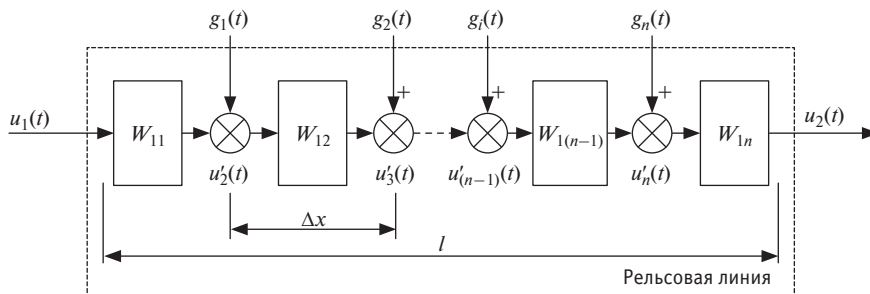 g₁(t) g₂(t) gᵢ(t) gₙ(t)
+ + +
u₁(t) W₁₁ W₁₂ W₁₍ₙ₋₁₎ W₁ₙ u₂(t)
u′₂(t) u′₃(t) u′₍ₙ₋₁₎(t) u′ₙ(t)
Δx
l
Рельсовая линия